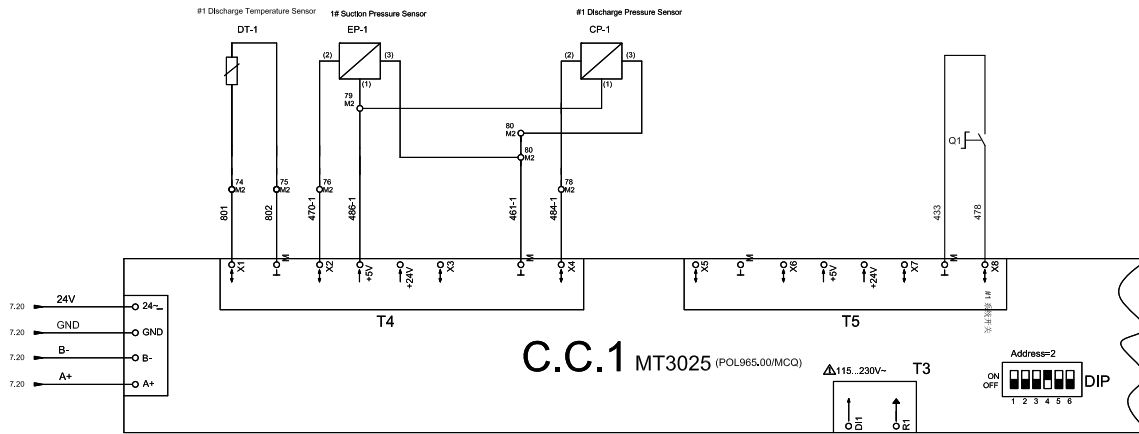 #1 Discharge Temperature Sensor
1# Suction Pressure Sensor
#1 Discharge Pressure Sensor
DT-1
EP-1
CP-1
(2)
(3)
(2)
(3)
(1)
(1)
79
M2
80
M2
80
M2
Q1
74
M2
75
M2
76
M2
78
M2
801
802
470-1
486-1
461-1
484-1
433
478
X1
M
X2
+5V
+24V
X3
M
X4
X5
M
X6
+5V
+24V
X7
M
X8
T4
T5
#1 系统开关
7.20
24V
24~
7.20
GND
GND
7.20
B-
B-
7.20
A+
A+
C.C.1 MT3025 (POL965.00/MCQ)
115...230V~
T3
DI1
R1
Address=2
ON
OFF
DIP
1 2 3 4 5 6